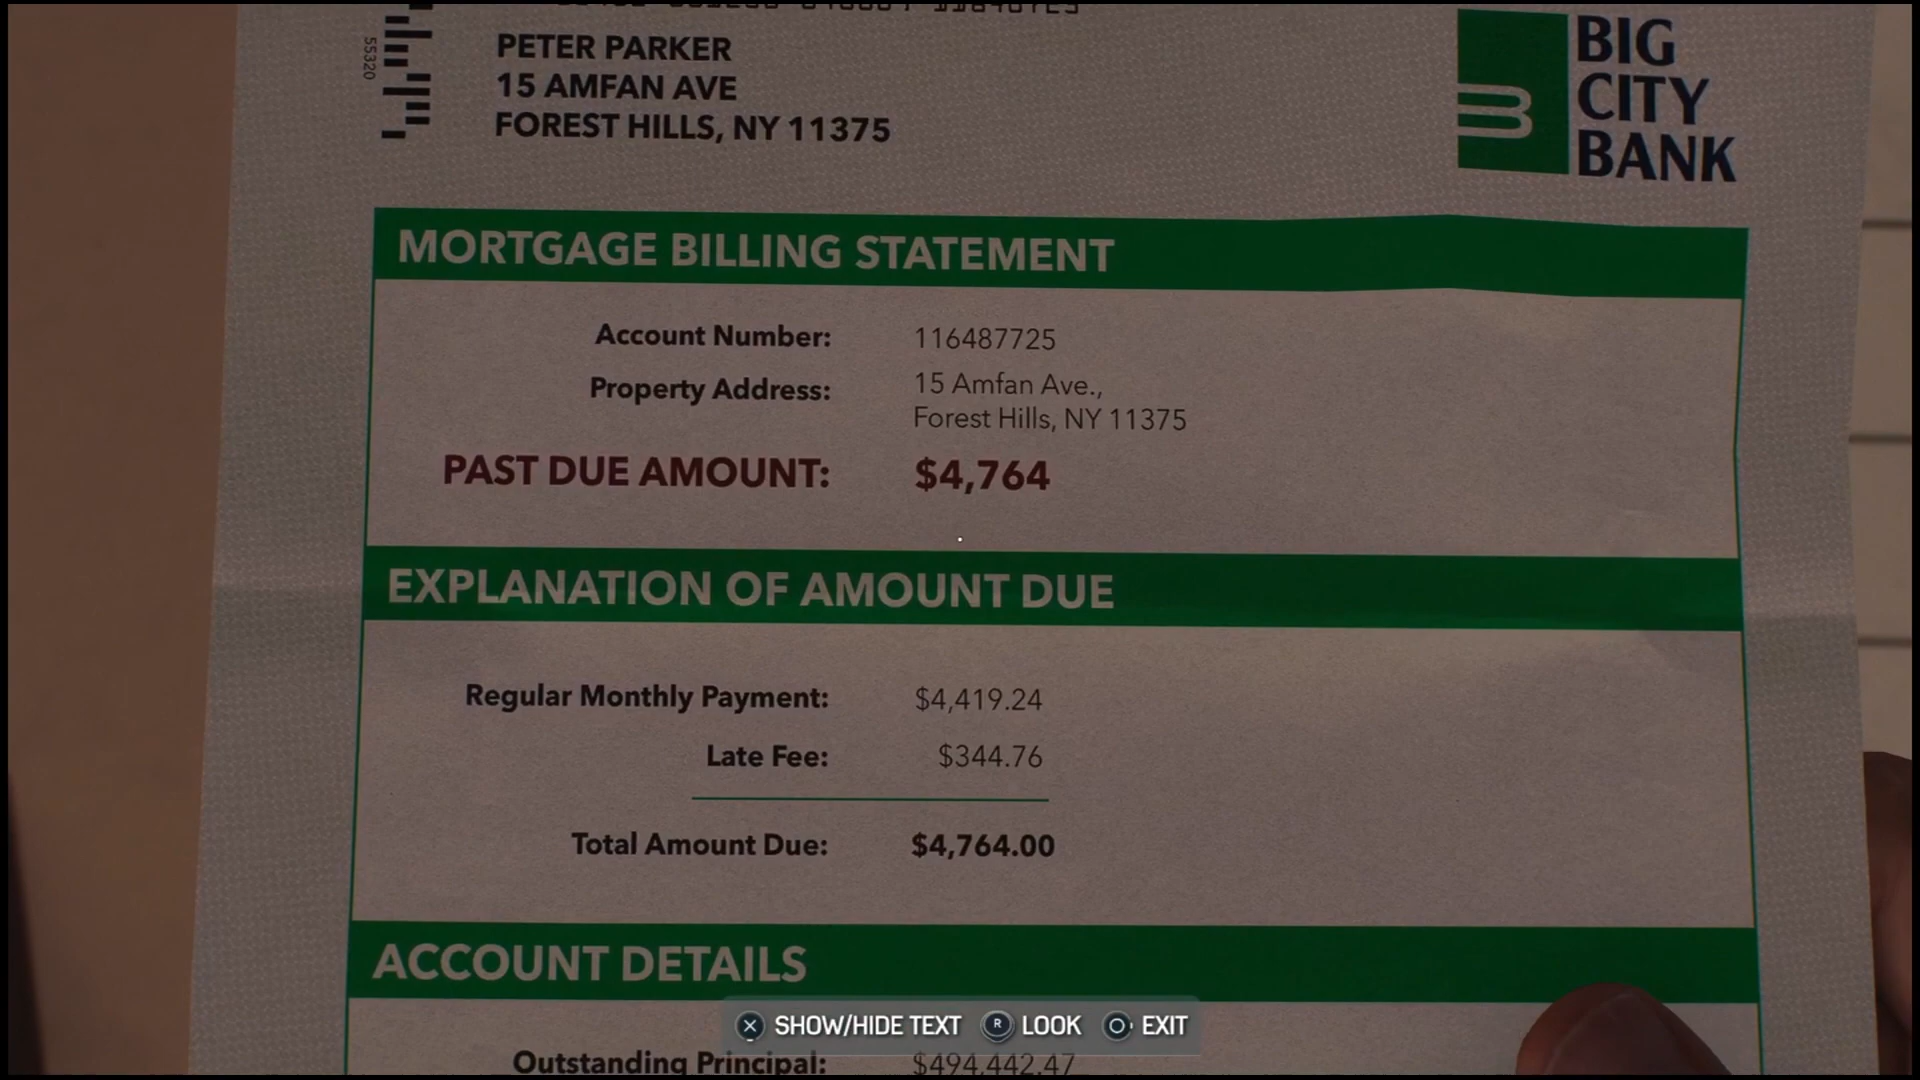 PETER PARKER
15 AMFAN AVE
FOREST HILLS, NY 11375
55320
BIG
CITY
BANK
MORTGAGE BILLING STATEMENT
Account Number: 116487725
Property Address: 15 Amfan Ave.,
Forest Hills, NY 11375
PAST DUE AMOUNT: $4,764
EXPLANATION OF AMOUNT DUE
Regular Monthly Payment: $4,419.24
Late Fee: $344.76
Total Amount Due: $4,764.00
ACCOUNT DETAILS
SHOW/HIDE TEXT R LOOK EXIT
Outstanding Principal: $494,442.47